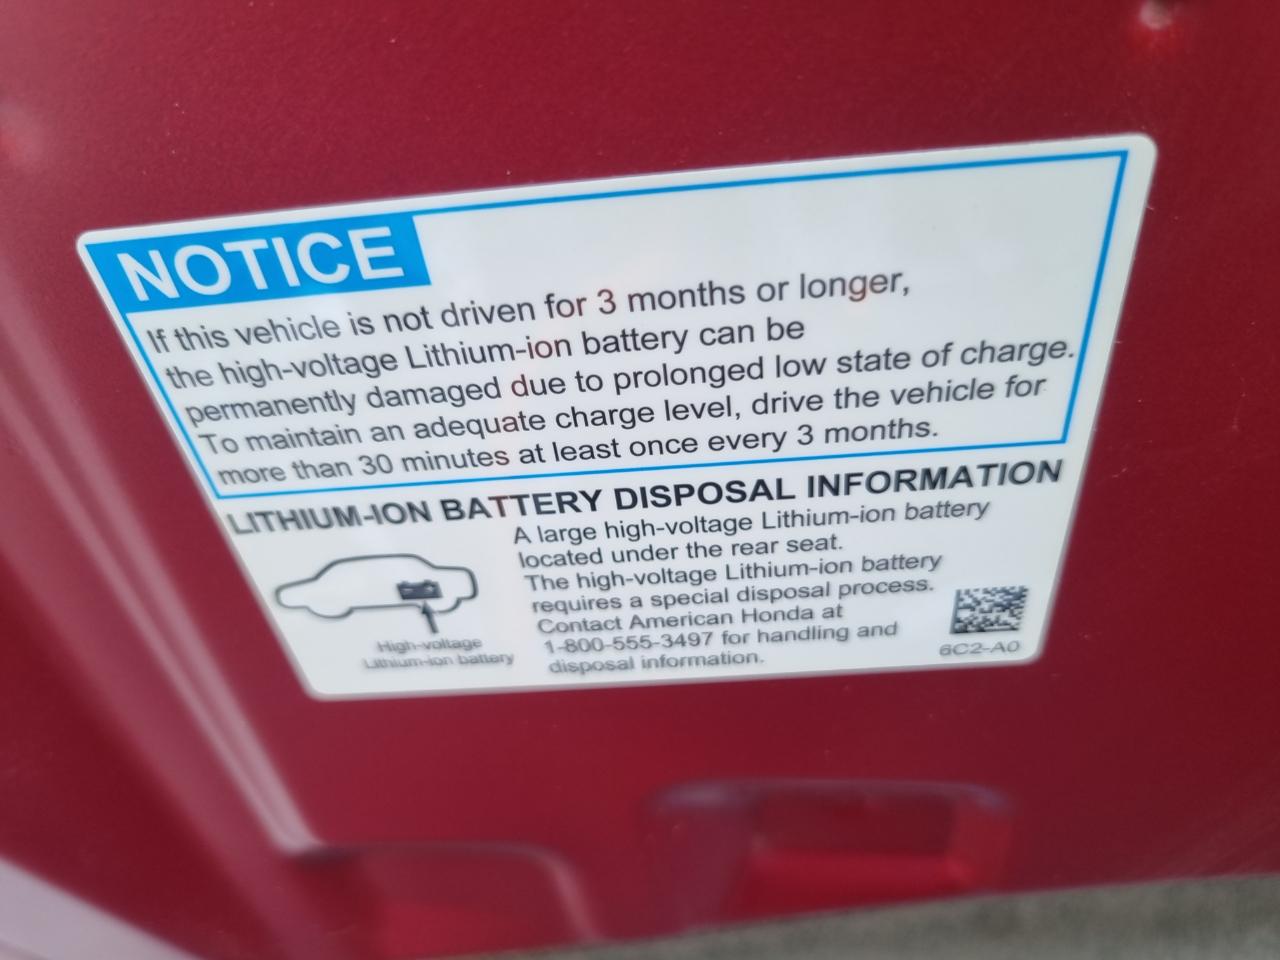 NOTICE
If this vehicle is not driven for 3 months or longer,
the high-voltage Lithium-ion battery can be
permanently damaged due to prolonged low state of charge.
To maintain an adequate charge level, drive the vehicle for
more than 30 minutes at least once every 3 months.
LITHIUM-ION BATTERY DISPOSAL INFORMATION
A large high-voltage Lithium-ion battery
located under the rear seat.
The high-voltage Lithium-ion battery
requires a special disposal process.
Contact American Honda at
1-800-555-3497 for handling and
disposal information.
High-voltage
Lithium-ion battery
6C2-A0